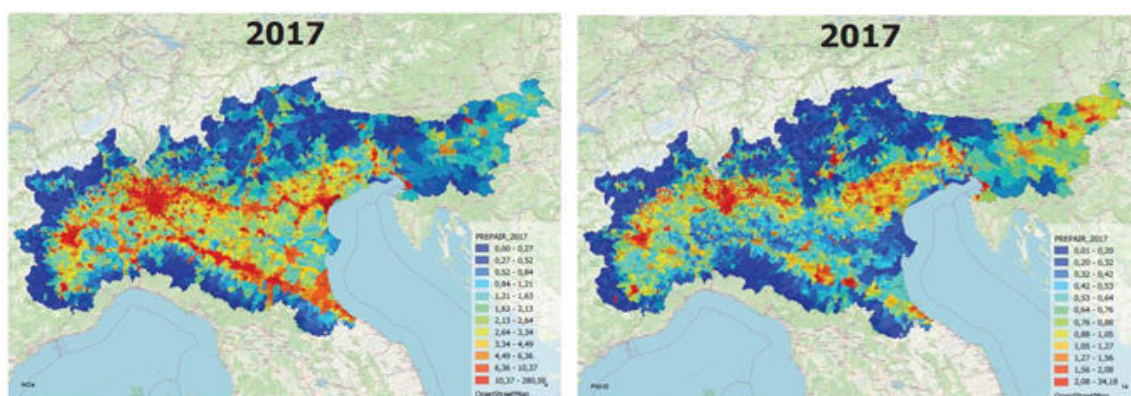 2017
PREPAIR_2017
0,00 - 0,27
0,27 - 0,52
0,52 - 0,84
0,84 - 1,21
1,21 - 1,63
1,63 - 2,13
2,13 - 2,64
2,64 - 3,34
3,34 - 4,49
4,49 - 6,36
6,36 - 10,37
10,37 - 280,59
OpenStreetMap
NOx
2017
PREPAIR_2017
0,01 - 0,20
0,20 - 0,32
0,32 - 0,42
0,42 - 0,53
0,53 - 0,64
0,64 - 0,76
0,76 - 0,88
0,88 - 1,05
1,05 - 1,27
1,27 - 1,56
1,56 - 2,08
2,08 - 34,18
OpenStreetMap
PM10
14